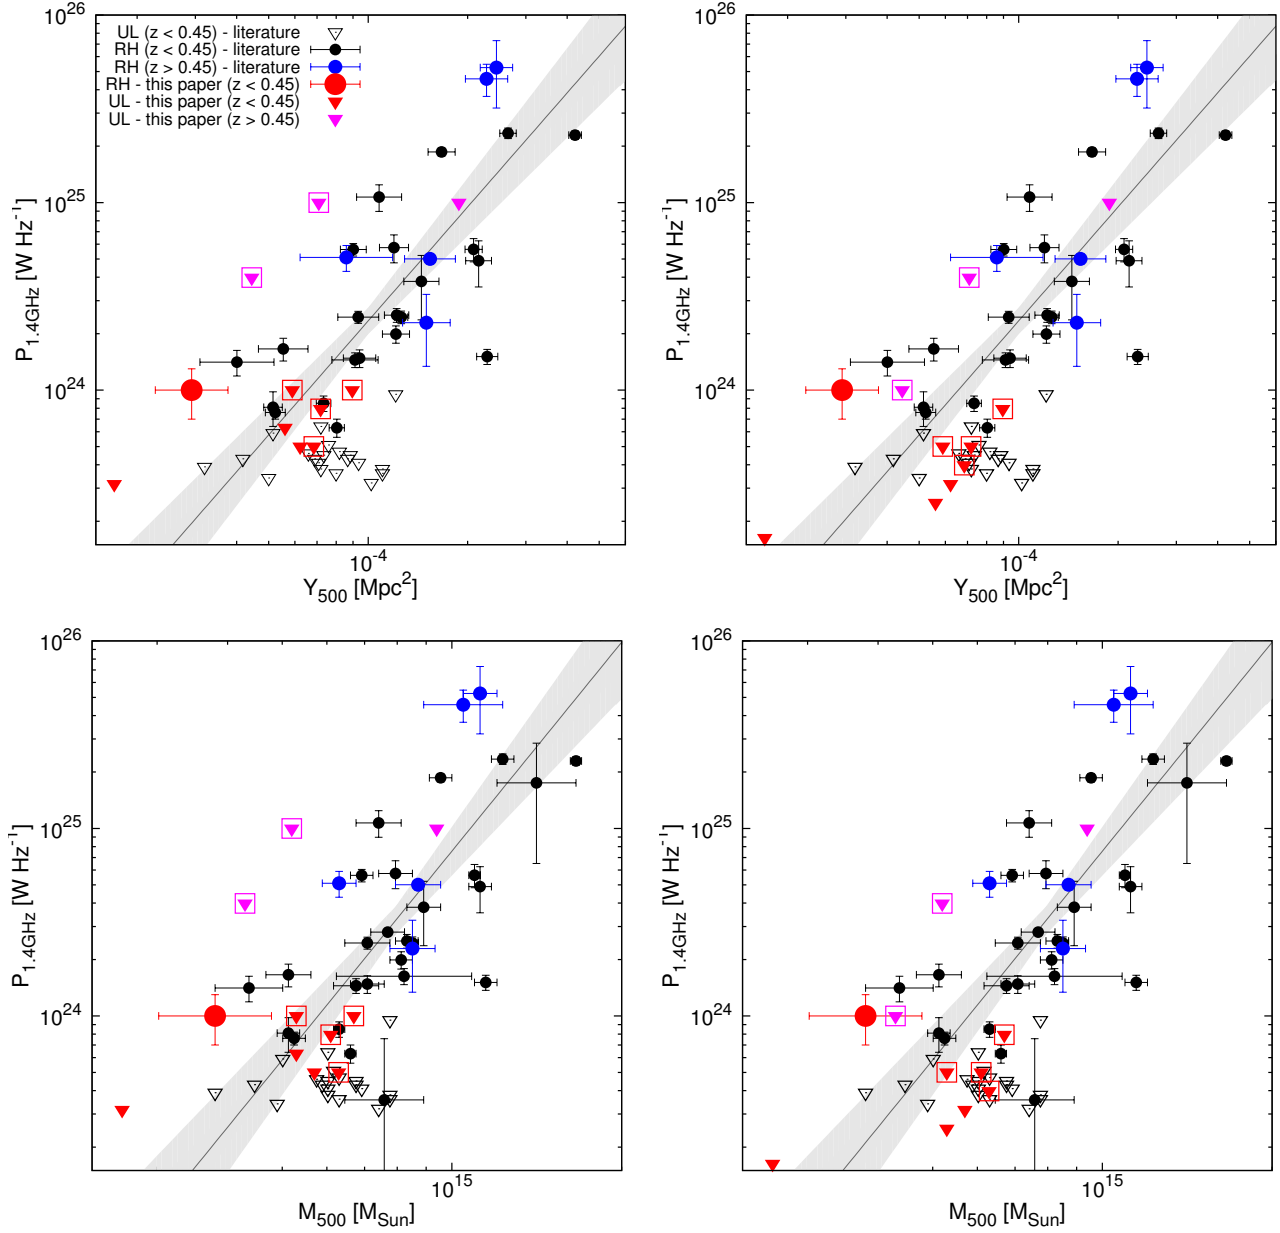 UL (z < 0.45) - literature
RH (z < 0.45) - literature
RH (z > 0.45) - literature
RH - this paper (z < 0.45)
UL - this paper (z < 0.45)
UL - this paper (z > 0.45)
10^26
10^25
10^24
P_1.4GHz [W Hz^-1]
10^-4
Y_500 [Mpc^2]
10^26
10^25
10^24
P_1.4GHz [W Hz^-1]
10^-4
Y_500 [Mpc^2]
10^26
10^25
10^24
P_1.4GHz [W Hz^-1]
10^15
M_500 [M_Sun]
10^26
10^25
10^24
P_1.4GHz [W Hz^-1]
10^15
M_500 [M_Sun]